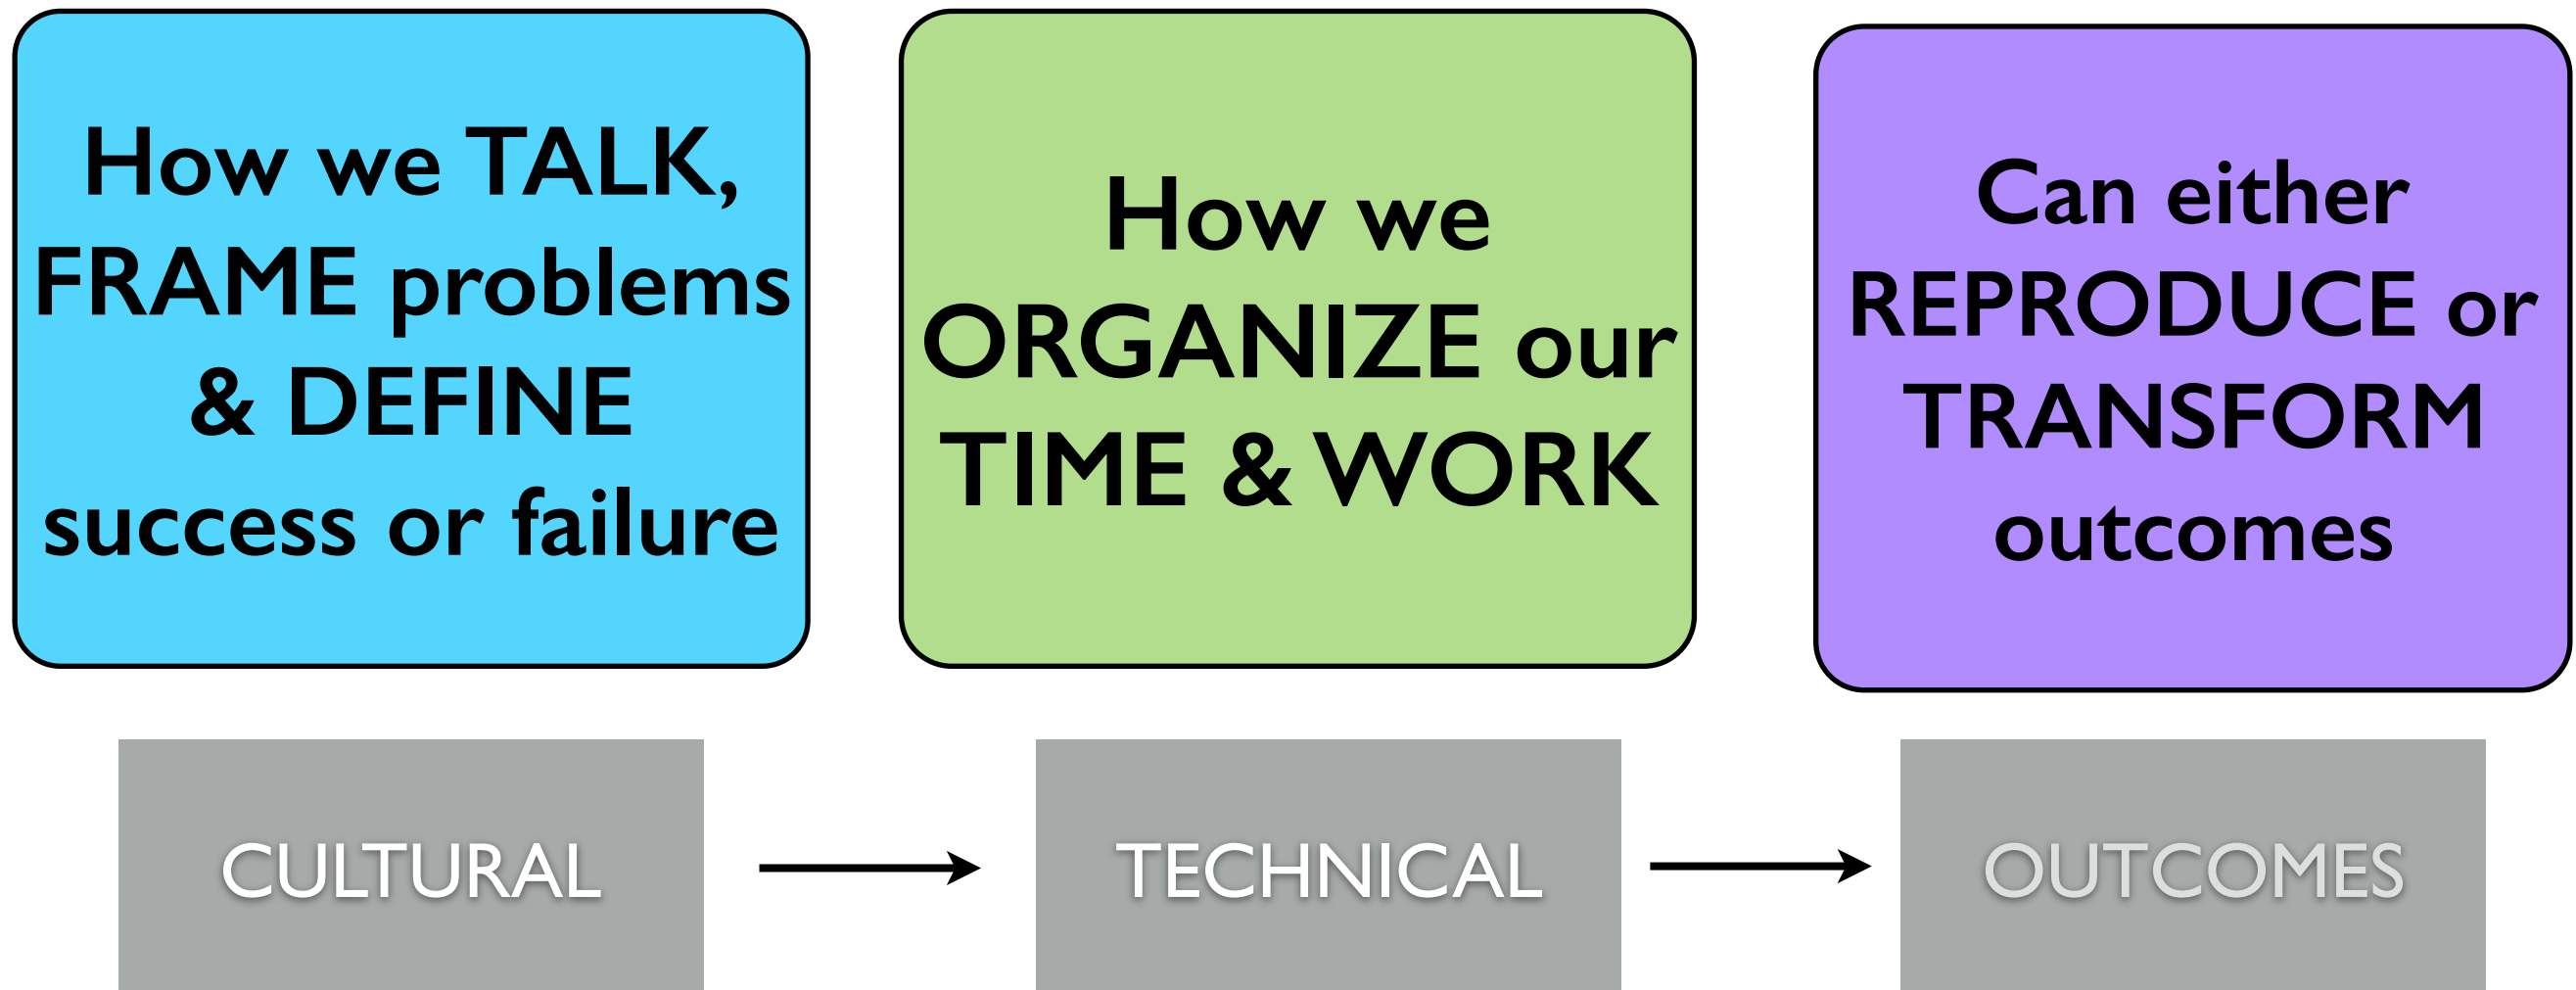 How we TALK,
FRAME problems
& DEFINE
success or failure
How we
ORGANIZE our
TIME & WORK
Can either
REPRODUCE or
TRANSFORM
outcomes
CULTURAL
TECHNICAL
OUTCOMES